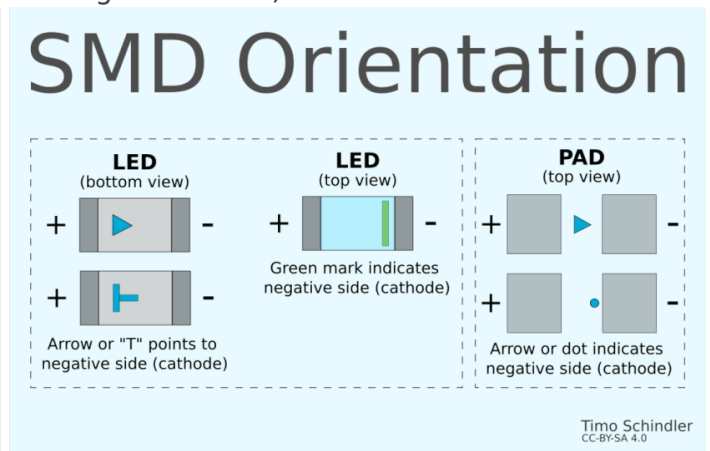 SMD Orientation
LED
(bottom view)
+ -
+ -
Arrow or "T" points to
negative side (cathode)
LED
(top view)
+ -
Green mark indicates
negative side (cathode)
PAD
(top view)
+ -
+ -
Arrow or dot indicates
negative side (cathode)
Timo Schindler
CC-BY-SA 4.0